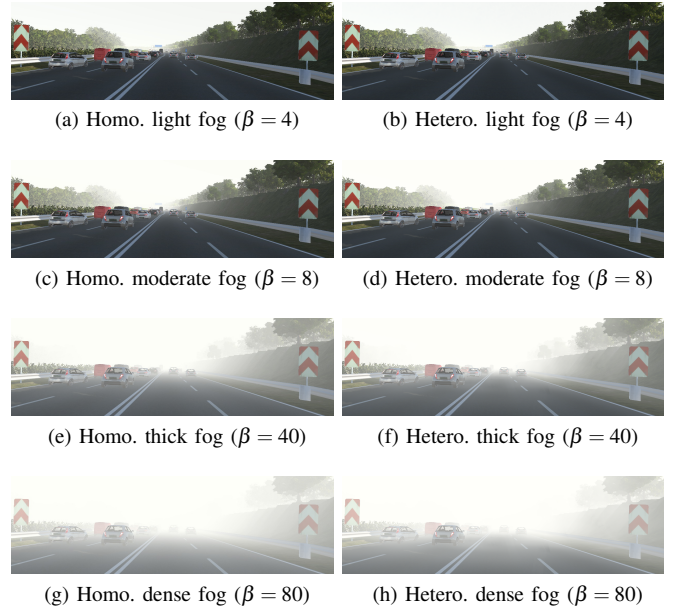 (a) Homo. light fog (β = 4)
(b) Hetero. light fog (β = 4)
(c) Homo. moderate fog (β = 8)
(d) Hetero. moderate fog (β = 8)
(e) Homo. thick fog (β = 40)
(f) Hetero. thick fog (β = 40)
(g) Homo. dense fog (β = 80)
(h) Hetero. dense fog (β = 80)